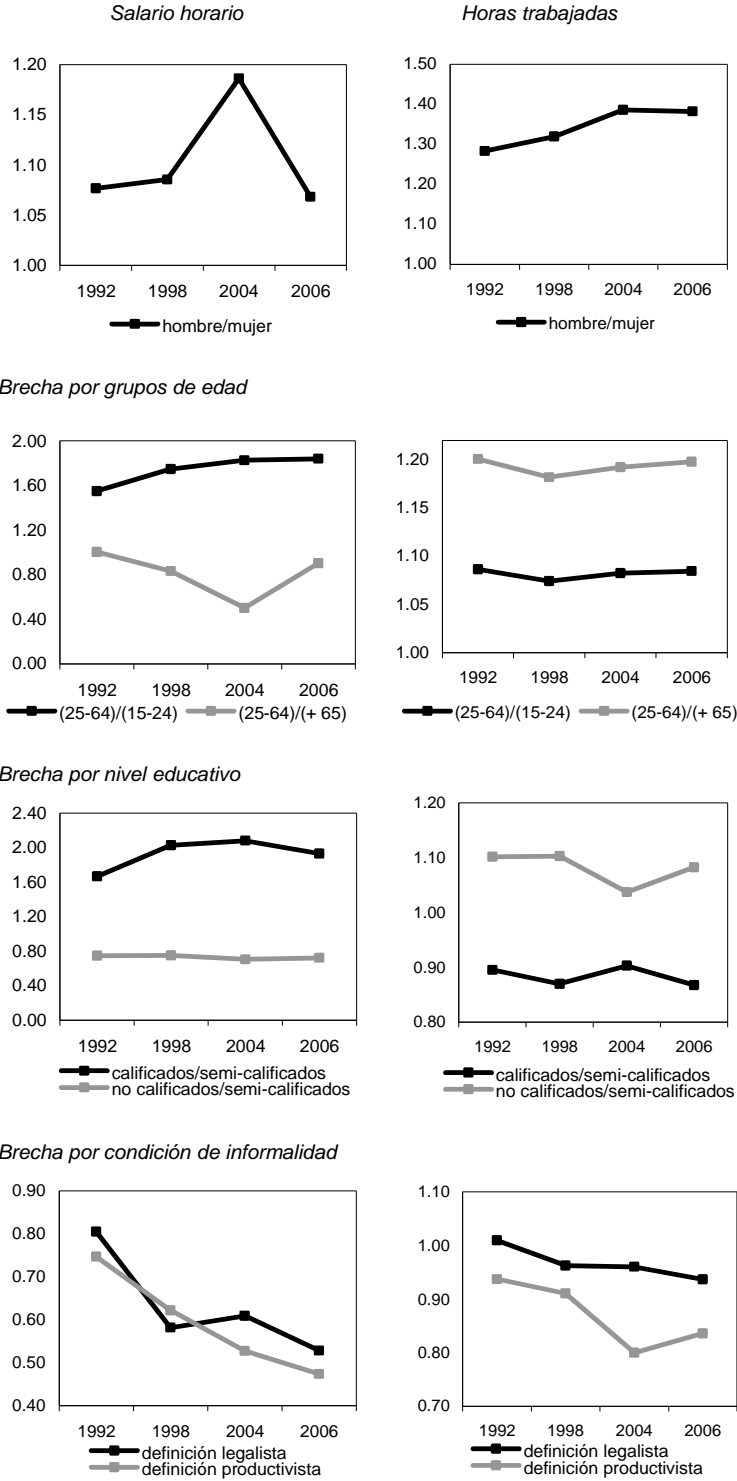 Salario horario
Horas trabajadas
1.20
1.15
1.10
1.05
1.00
1992 1998 2004 2006
hombre/mujer
1.50
1.40
1.30
1.20
1.10
1.00
1992 1998 2004 2006
hombre/mujer
Brecha por grupos de edad
2.00
1.60
1.20
0.80
0.40
0.00
1992 1998 2004 2006
(25-64)/(15-24) (25-64)/(+ 65)
1.20
1.15
1.10
1.05
1.00
1992 1998 2004 2006
(25-64)/(15-24) (25-64)/(+ 65)
Brecha por nivel educativo
2.40
2.00
1.60
1.20
0.80
0.40
0.00
1992 1998 2004 2006
calificados/semi-calificados
no calificados/semi-calificados
1.20
1.10
1.00
0.90
0.80
1992 1998 2004 2006
calificados/semi-calificados
no calificados/semi-calificados
Brecha por condición de informalidad
0.90
0.80
0.70
0.60
0.50
0.40
1992 1998 2004 2006
definición legalista
definición productivista
1.10
1.00
0.90
0.80
0.70
1992 1998 2004 2006
definición legalista
definición productivista